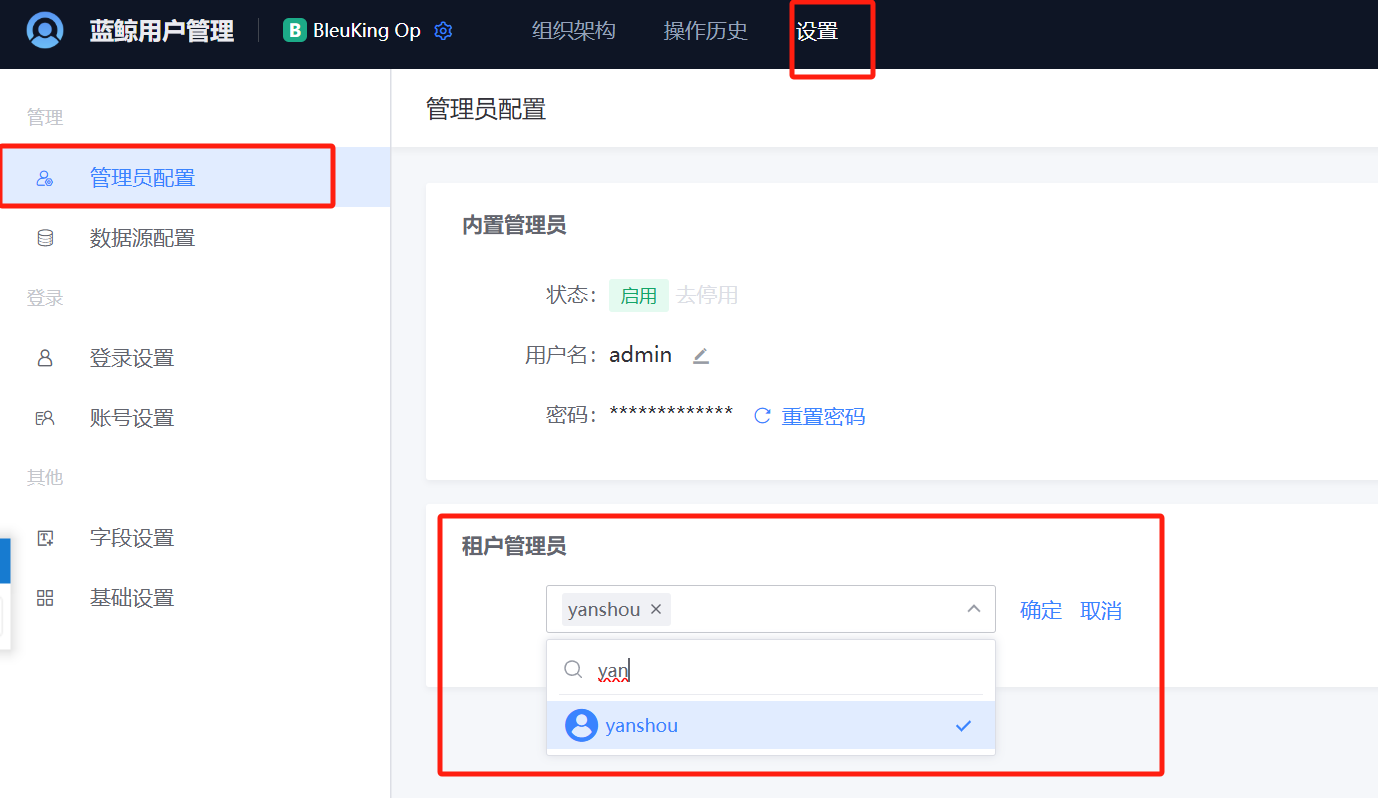 蓝鲸用户管理 B BleuKing Op 组织架构 操作历史 设置
管理
管理员配置
数据源配置
登录
登录设置
账号设置
其他
字段设置
基础设置
管理员配置
内置管理员
状态： 启用 去停用
用户名： admin
密码： ************* 重置密码
租户管理员
yanshou × 确定 取消
yan
yanshou